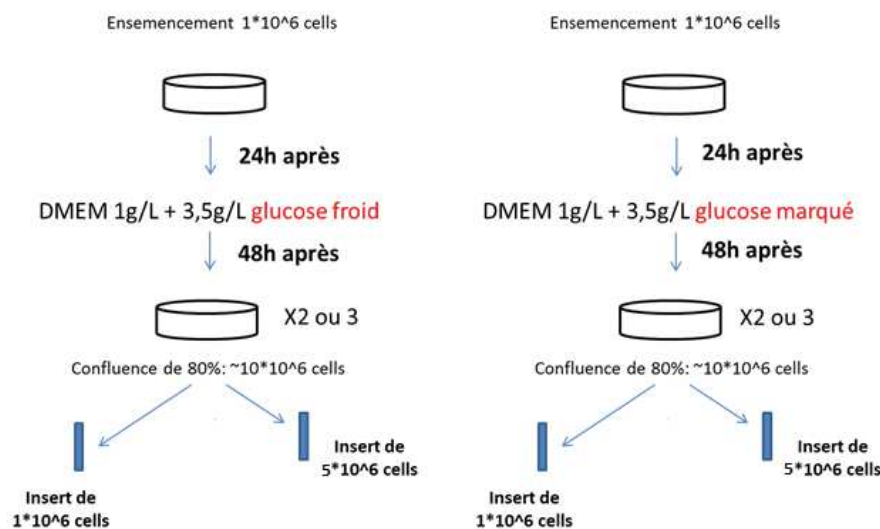 Ensemencement 1*10^6 cells
24h après
DMEM 1g/L + 3,5g/L glucose froid
48h après
X2 ou 3
Confluence de 80%: ~10*10^6 cells
Insert de
5*10^6 cells
Insert de
1*10^6 cells
Ensemencement 1*10^6 cells
24h après
DMEM 1g/L + 3,5g/L glucose marqué
48h après
X2 ou 3
Confluence de 80%: ~10*10^6 cells
Insert de
5*10^6 cells
Insert de
1*10^6 cells